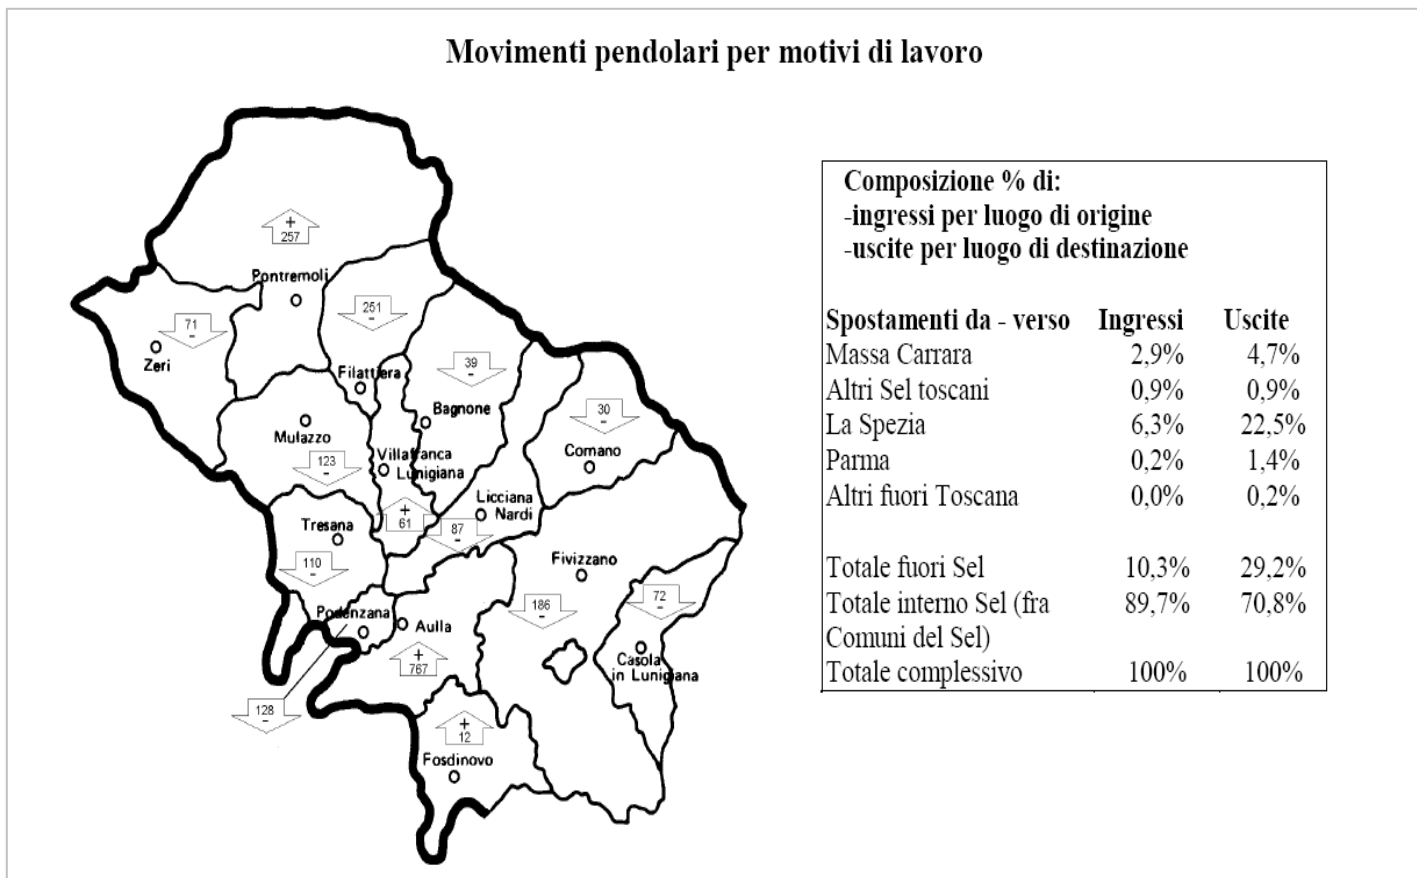 Movimenti pendolari per motivi di lavoro
+
257
Pontremoli
251
-
71
-
Zeri
Filattiera
39
-
Bagnone
30
-
Comano
Mulazzo
123
-
Villafranca
Lunigiana
Licciana
Nardi
+
61
87
-
Tresana
110
-
Fivizzano
186
-
72
-
Podenzana
Aulla
+
767
Casola
in Lunigiana
128
-
+
12
Fosdinovo
Composizione % di:
-ingressi per luogo di origine
-uscite per luogo di destinazione
Spostamenti da - verso Ingressi Uscite
Massa Carrara 2,9% 4,7%
Altri Sel toscani 0,9% 0,9%
La Spezia 6,3% 22,5%
Parma 0,2% 1,4%
Altri fuori Toscana 0,0% 0,2%
Totale fuori Sel 10,3% 29,2%
Totale interno Sel (fra 89,7% 70,8%
Comuni del Sel)
Totale complessivo 100% 100%